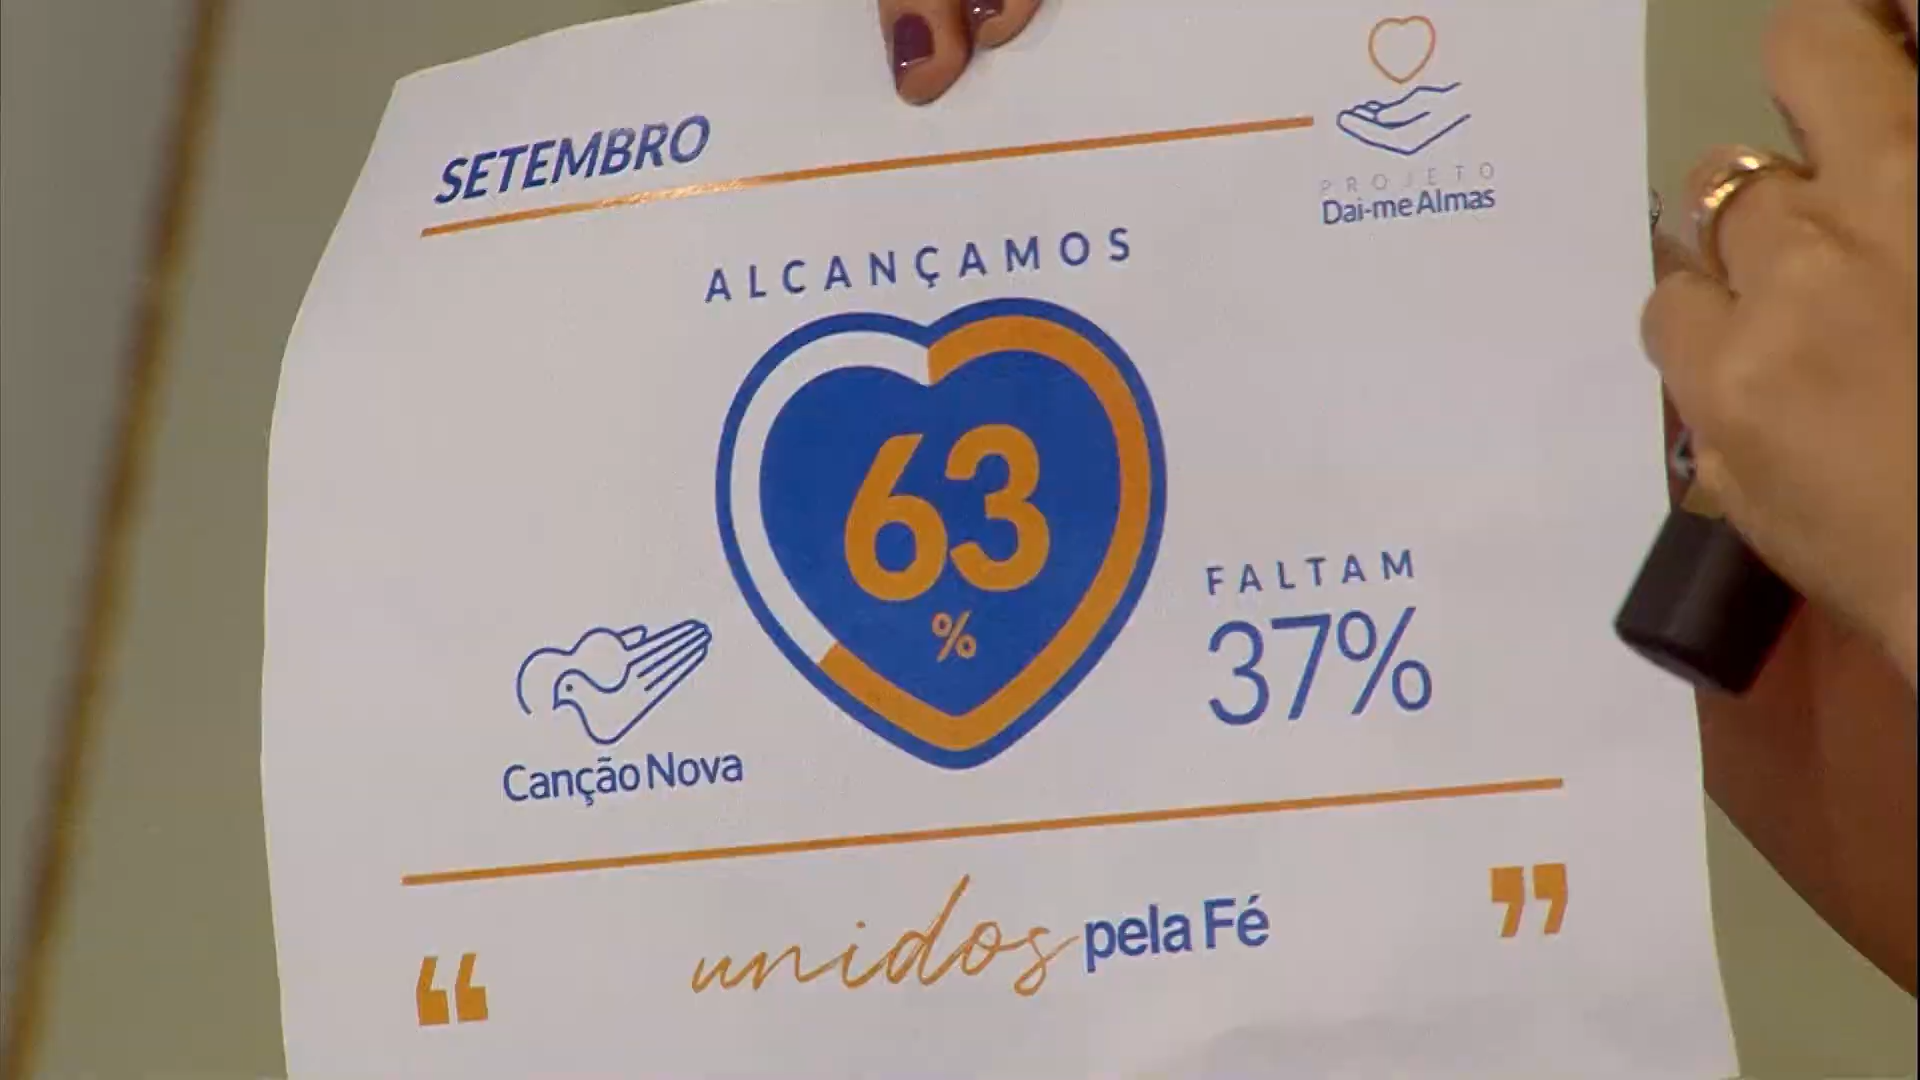 SETEMBRO
PROJETO
Dai-me Almas
ALCANÇAMOS
63
%
FALTAM
37%
Canção Nova
“ unidos pela Fé ”